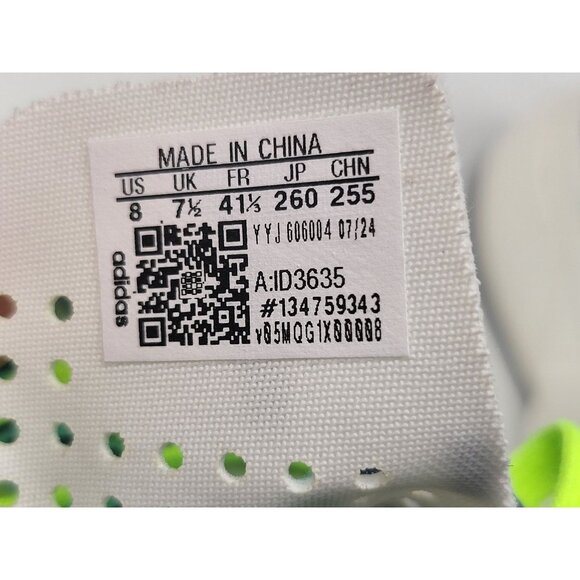 MADE IN CHINA
US UK FR JP CHN
8 7½ 41⅓ 260 255
YYJ 606004 07/24
A:ID3635
#134759343
v05MQG1X00008
adidas